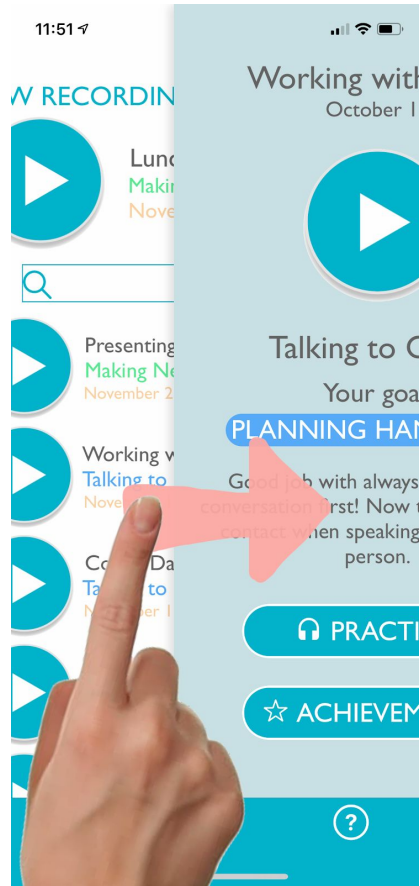 11:51
W RECORDIN
Lunc
Makin
Nove
Presenting
Making Ne
November 2
Working w
Talking to
Nove
Co Da
Ta to
N er 1
Working with
October 1
Talking to C
Your goa
PLANNING HAN
Good job with always
conversation first! Now t
contact when speaking
person.
PRACTI
ACHIEVEM
?